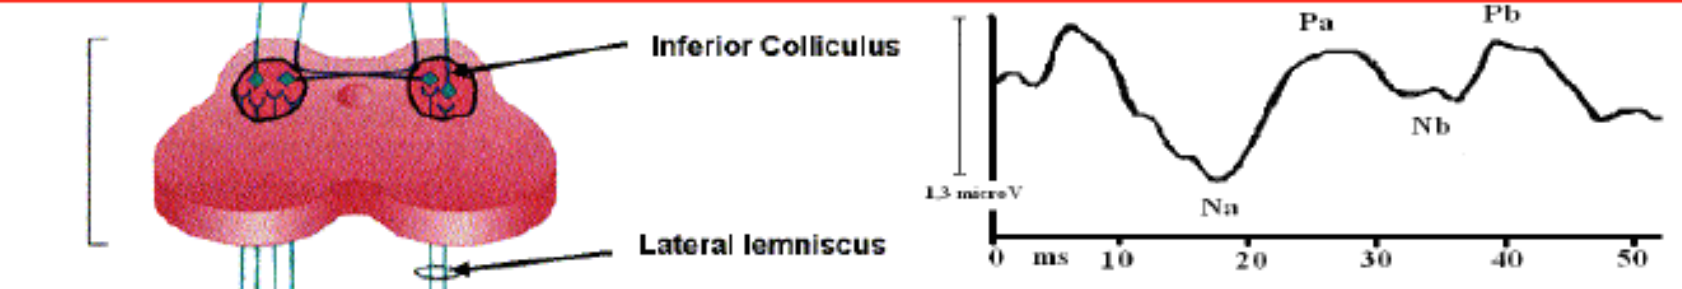 Inferior Colliculus
Lateral lemniscus
Pa
Pb
Nb
Na
1,3 microV
0 ms 10 20 30 40 50